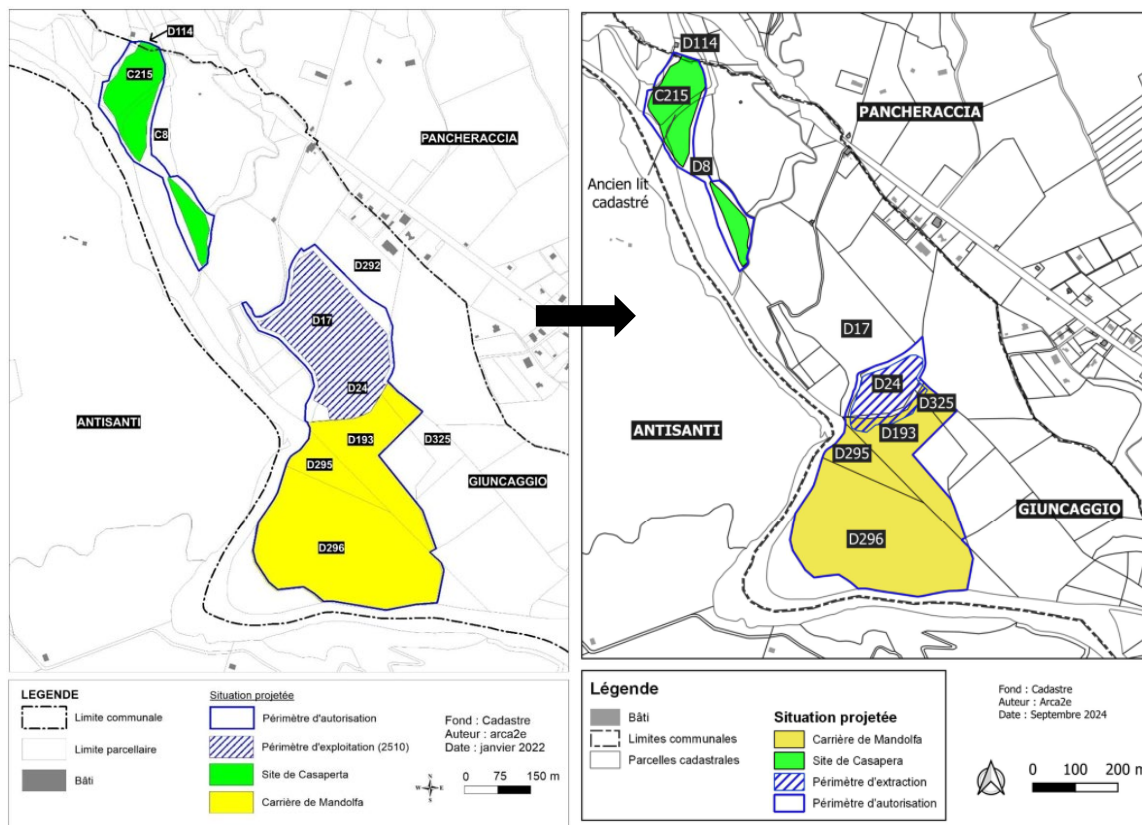 D114
C215
C8
PANCHERACCIA
D292
D17
D24
ANTISANTI
D193
D325
D295
GIUNCAGGIO
D296
LEGENDE
Limite communale
Limite parcellaire
Bâti
Situation projetée
Périmètre d'autorisation
Périmètre d'exploitation (2510)
Site de Casaperta
Carrière de Mandolfa
Fond : Cadastre
Auteur : arca2e
Date : janvier 2022
N
W E
S
0 75 150 m
D114
C215
PANCHERACCIA
D8
Ancien lit
cadastré
D17
D24
D325
ANTISANTI
D193
D295
GIUNCAGGIO
D296
Légende
Bâti
Limites communales
Parcelles cadastrales
Situation projetée
Carrière de Mandolfa
Site de Casapera
Périmètre d'extraction
Périmètre d'autorisation
Fond : Cadastre
Auteur : Arca2e
Date : Septembre 2024
0 100 200 m